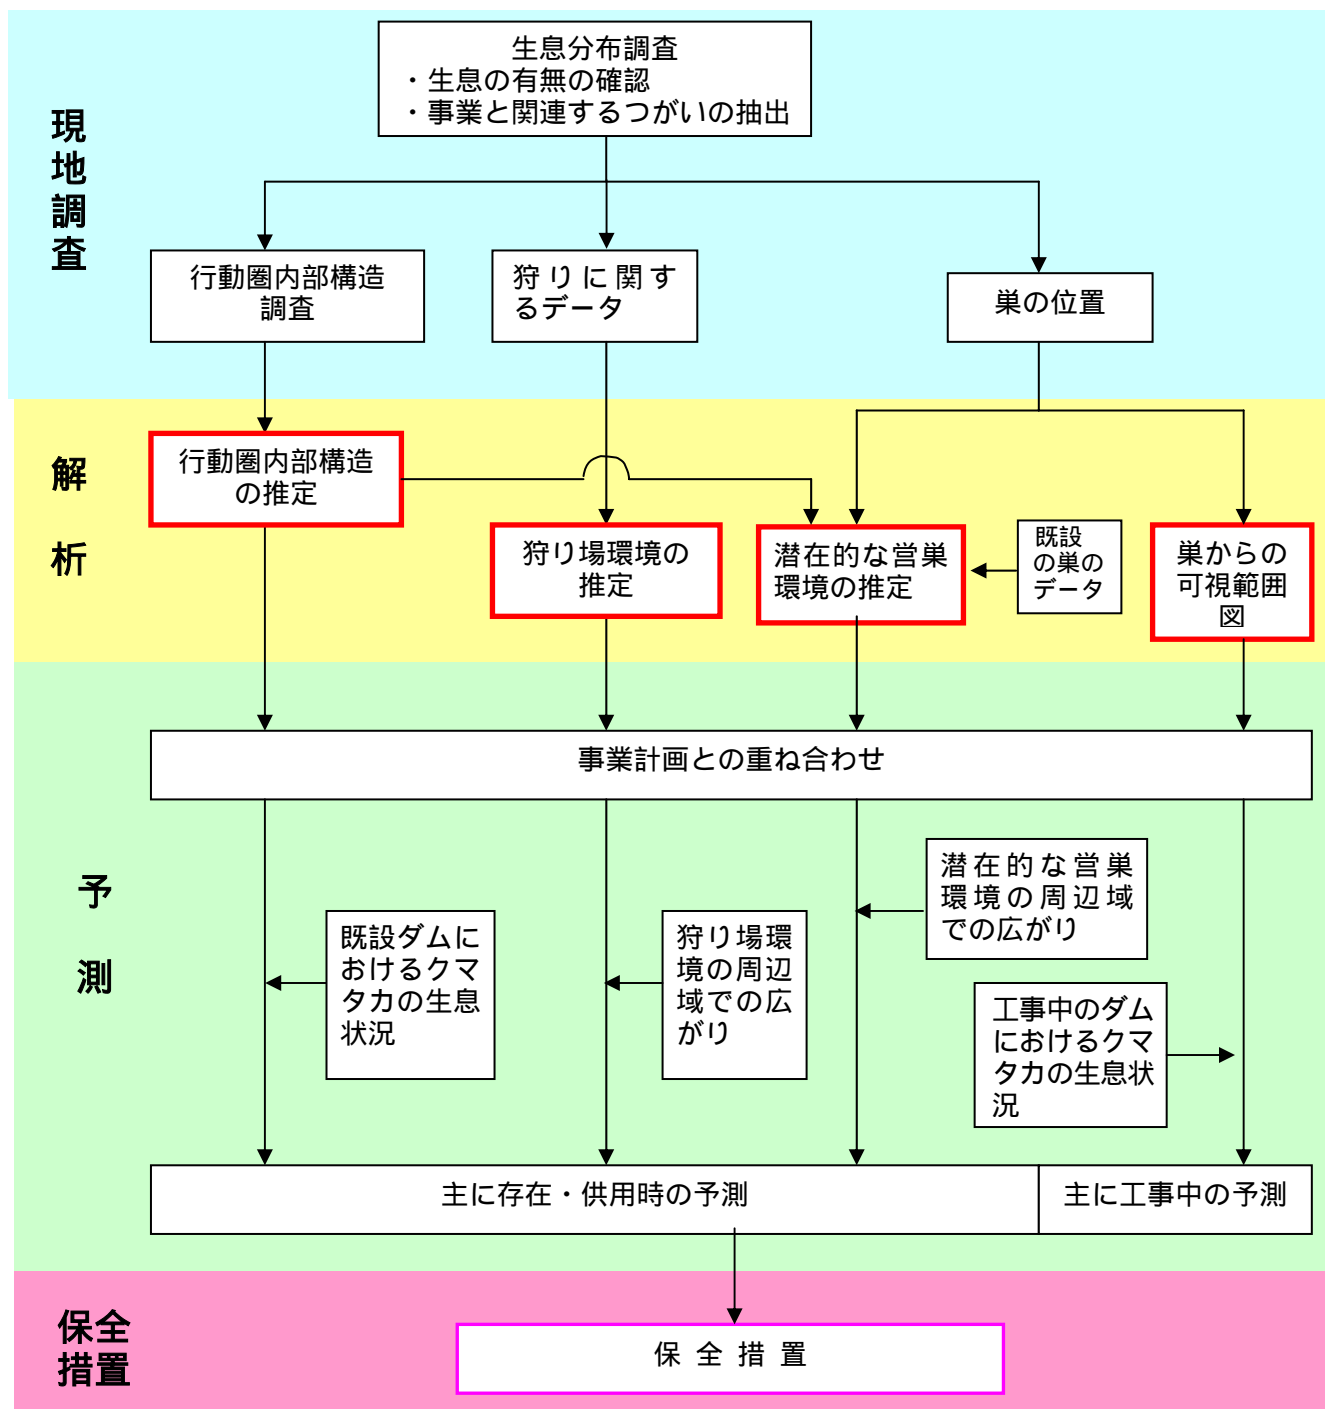 生息分布調査
・生息の有無の確認
・事業と関連するつがいの抽出
現
地
調
査
行動圏内部構造
調査
狩りに関す
るデータ
巣の位置
解
析
行動圏内部構造
の推定
狩り場環境の
推定
潜在的な営巣
環境の推定
既設
の巣の
データ
巣からの
可視範囲
図
事業計画との重ね合わせ
予
測
既設ダムに
おけるクマ
タカの生息
状況
狩り場環
境の周辺
域での広
がり
潜在的な営巣
環境の周辺域
での広がり
工事中のダム
におけるクマ
タカの生息状
況
主に存在・供用時の予測
主に工事中の予測
保全
措置
保全措置